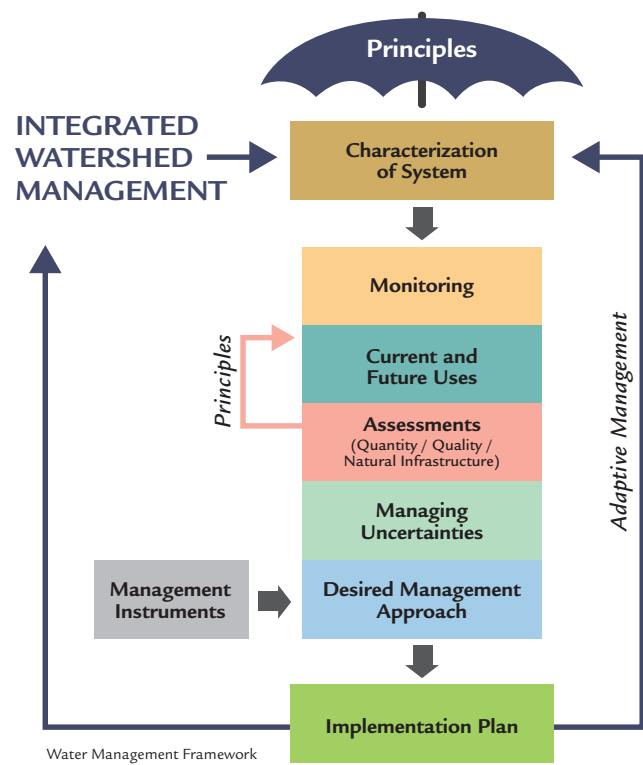 Principles
INTEGRATED
WATERSHED
MANAGEMENT
Characterization
of System
Monitoring
Principles
Current and
Future Uses
Assessments
(Quantity / Quality /
Natural Infrastructure)
Adaptive Management
Managing
Uncertainties
Management
Instruments
Desired Management
Approach
Implementation Plan
Water Management Framework